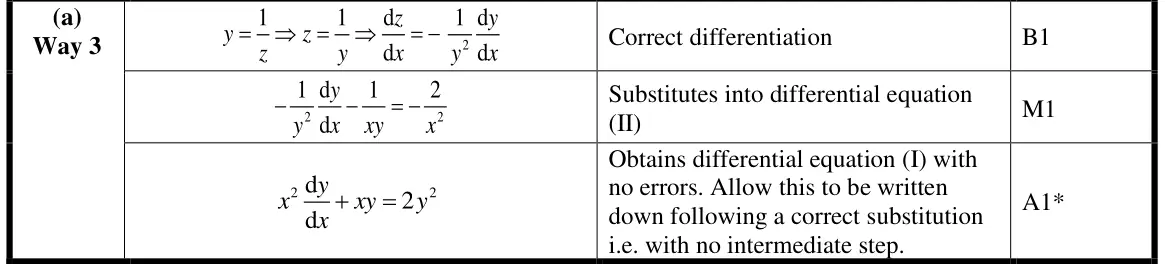 (a)
Way 3
y = 1/z ⇒ z = 1/y ⇒ dz/dx = − 1/y² dy/dx
Correct differentiation
B1
− 1/y² dy/dx − 1/xy = − 2/x²
Substitutes into differential equation
(II)
M1
x² dy/dx + xy = 2y²
Obtains differential equation (I) with
no errors. Allow this to be written
down following a correct substitution
i.e. with no intermediate step.
A1*